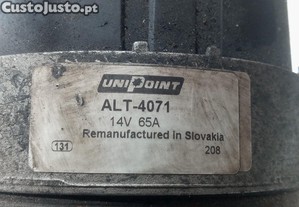 CustoJusto.pt
UNIPOINT
ALT-4071
14V 65A
Remanufactured in Slovakia
131
208